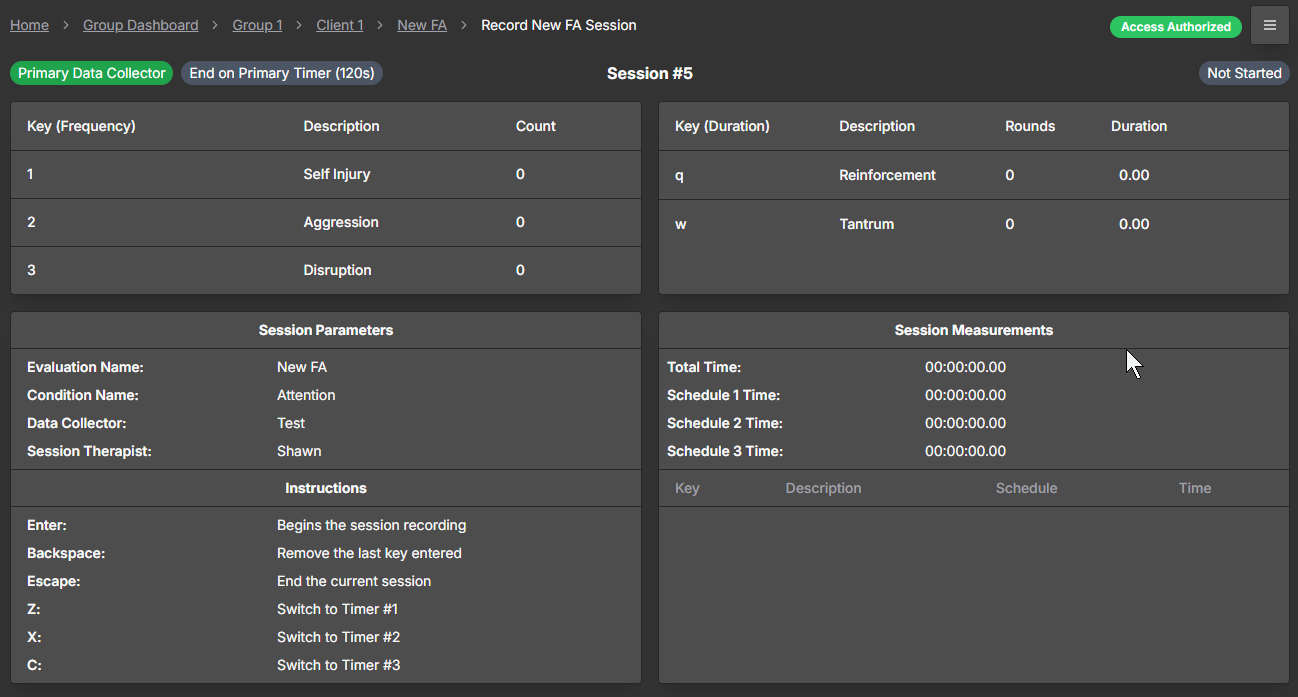 Home > Group Dashboard > Group 1 > Client 1 > New FA > Record New FA Session
Access Authorized
Primary Data Collector End on Primary Timer (120s) Session #5 Not Started
Key (Frequency) Description Count
1 Self Injury 0
2 Aggression 0
3 Disruption 0
Key (Duration) Description Rounds Duration
q Reinforcement 0 0.00
w Tantrum 0 0.00
Session Parameters
Evaluation Name: New FA
Condition Name: Attention
Data Collector: Test
Session Therapist: Shawn
Instructions
Enter: Begins the session recording
Backspace: Remove the last key entered
Escape: End the current session
Z: Switch to Timer #1
X: Switch to Timer #2
C: Switch to Timer #3
Session Measurements
Total Time: 00:00:00.00
Schedule 1 Time: 00:00:00.00
Schedule 2 Time: 00:00:00.00
Schedule 3 Time: 00:00:00.00
Key Description Schedule Time